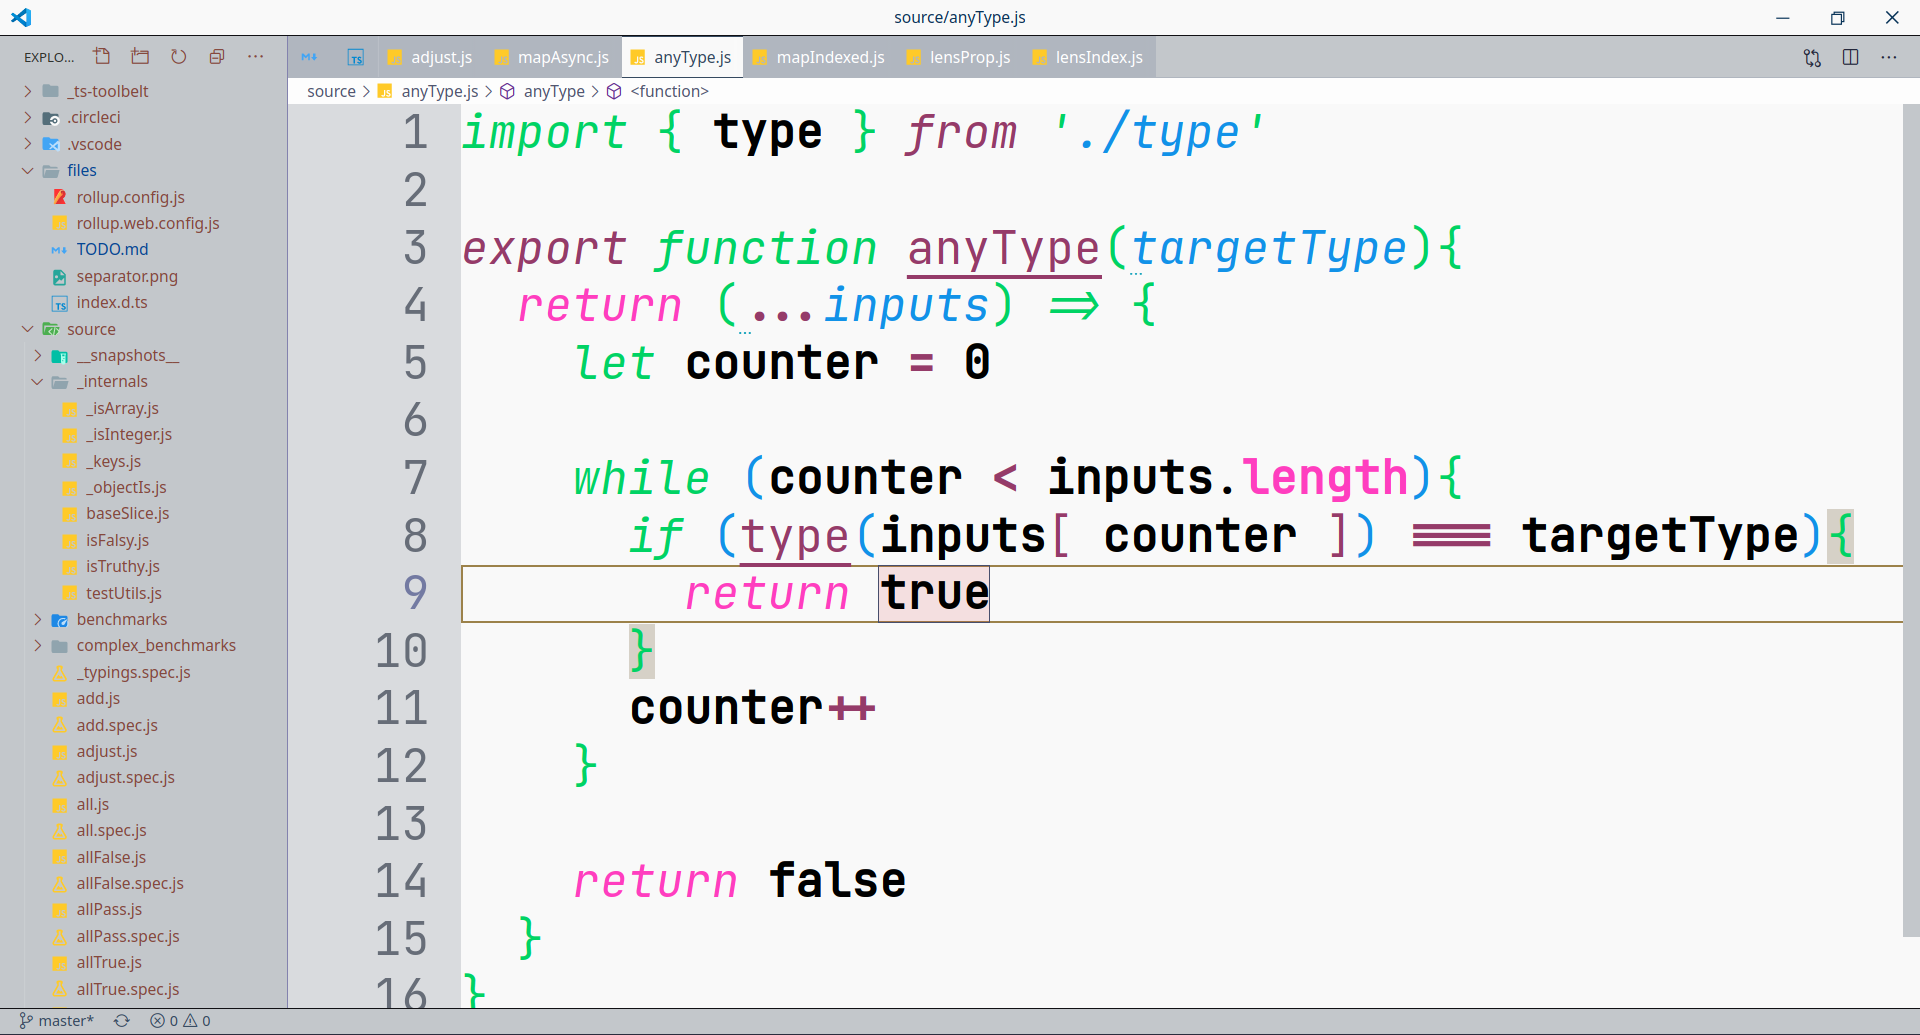 source/anyType.js
EXPLO...
_ts-toolbelt
.circleci
.vscode
files
rollup.config.js
rollup.web.config.js
TODO.md
separator.png
index.d.ts
source
__snapshots__
_internals
_isArray.js
_isInteger.js
_keys.js
_objectIs.js
baseSlice.js
isFalsy.js
isTruthy.js
testUtils.js
benchmarks
complex_benchmarks
_typings.spec.js
add.js
add.spec.js
adjust.js
adjust.spec.js
all.js
all.spec.js
allFalse.js
allFalse.spec.js
allPass.js
allPass.spec.js
allTrue.js
allTrue.spec.js
adjust.js mapAsync.js anyType.js mapIndexed.js lensProp.js lensIndex.js
source > anyType.js > anyType > <function>
1 import { type } from './type'
2
3 export function anyType(targetType){
4 return (...inputs) => {
5 let counter = 0
6
7 while (counter < inputs.length){
8 if (type(inputs[ counter ]) === targetType){
9 return true
10 }
11 counter++
12 }
13
14 return false
15 }
16 }
master* 0 0